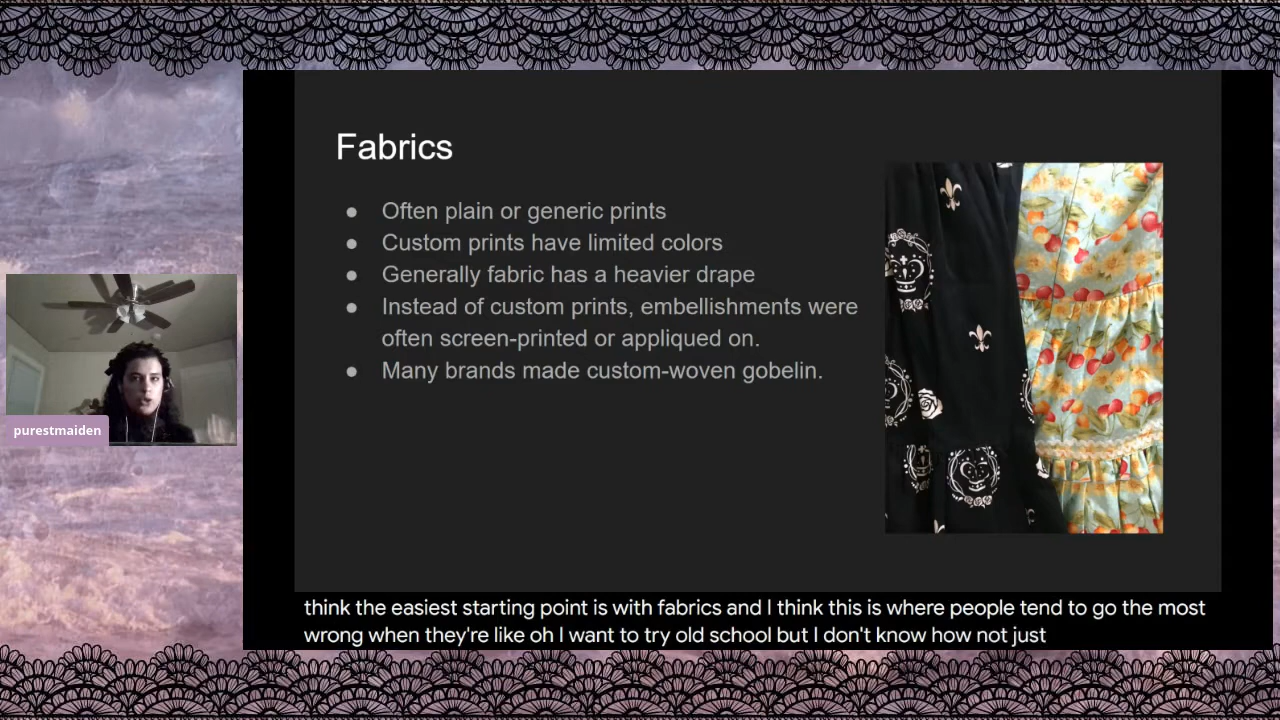 Fabrics
● Often plain or generic prints
● Custom prints have limited colors
● Generally fabric has a heavier drape
● Instead of custom prints, embellishments were
often screen-printed or appliqued on.
● Many brands made custom-woven gobelin.
purestmaiden
think the easiest starting point is with fabrics and I think this is where people tend to go the most
wrong when they're like oh I want to try old school but I don't know how not just